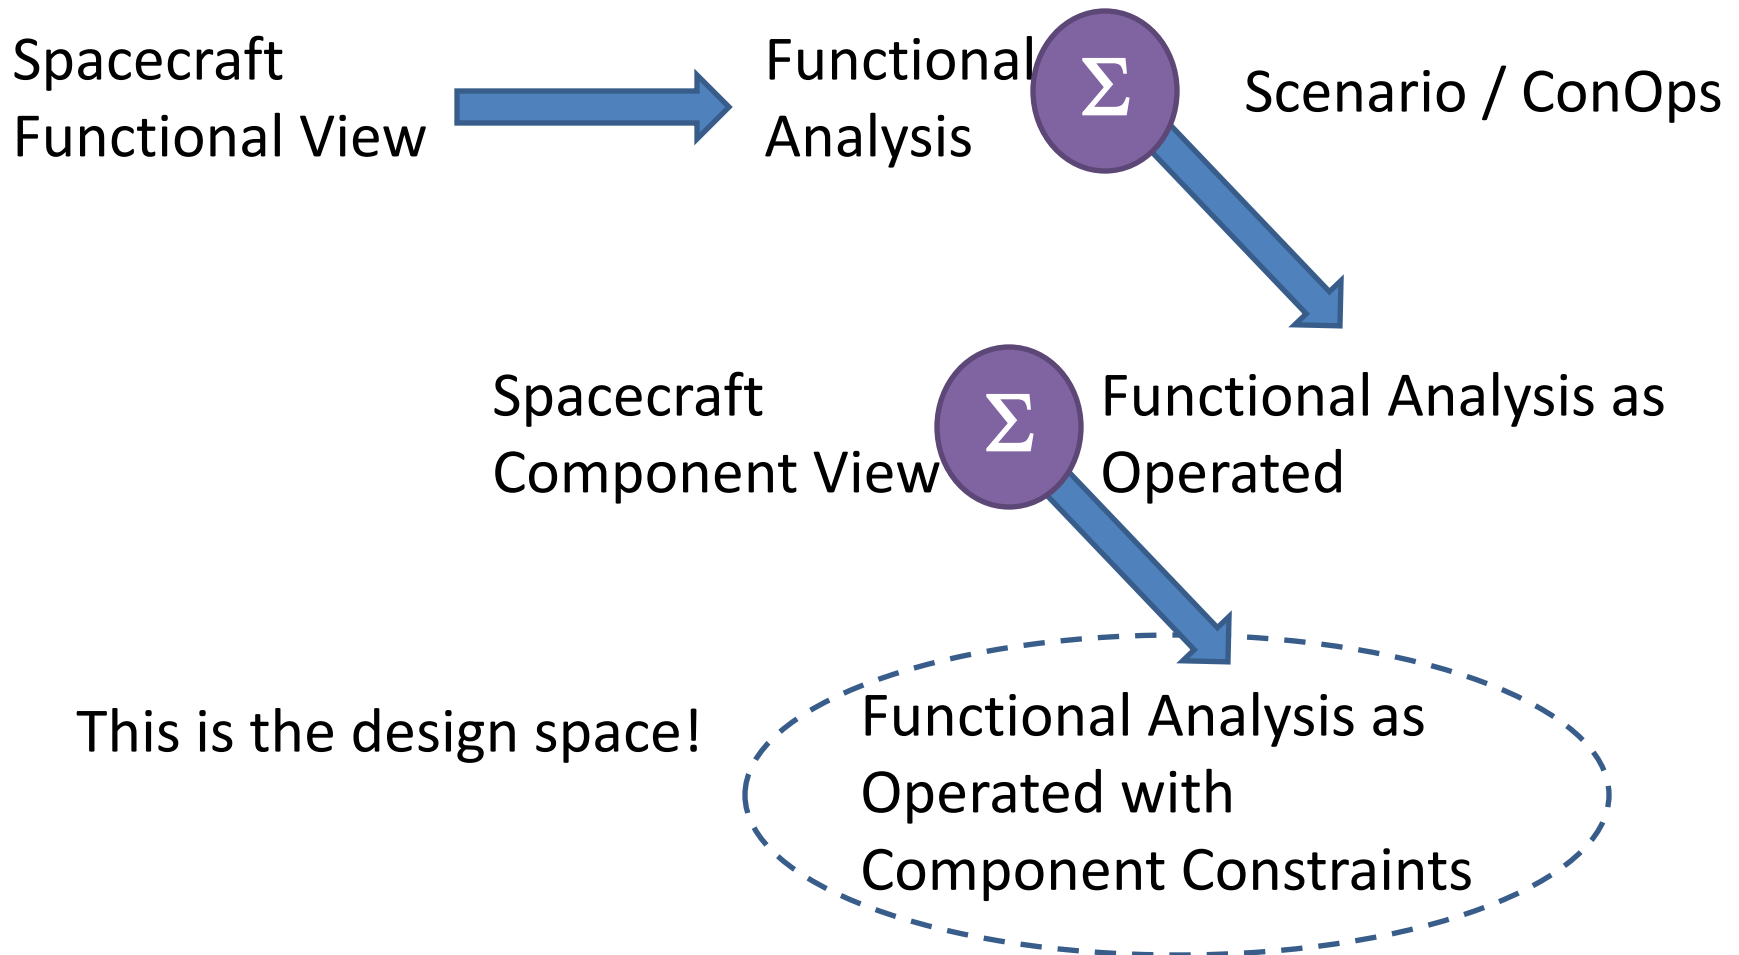 Spacecraft
Functional View
Functional
Analysis
Σ
Scenario / ConOps
Spacecraft
Component View
Σ
Functional Analysis as
Operated
This is the design space!
Functional Analysis as
Operated with
Component Constraints